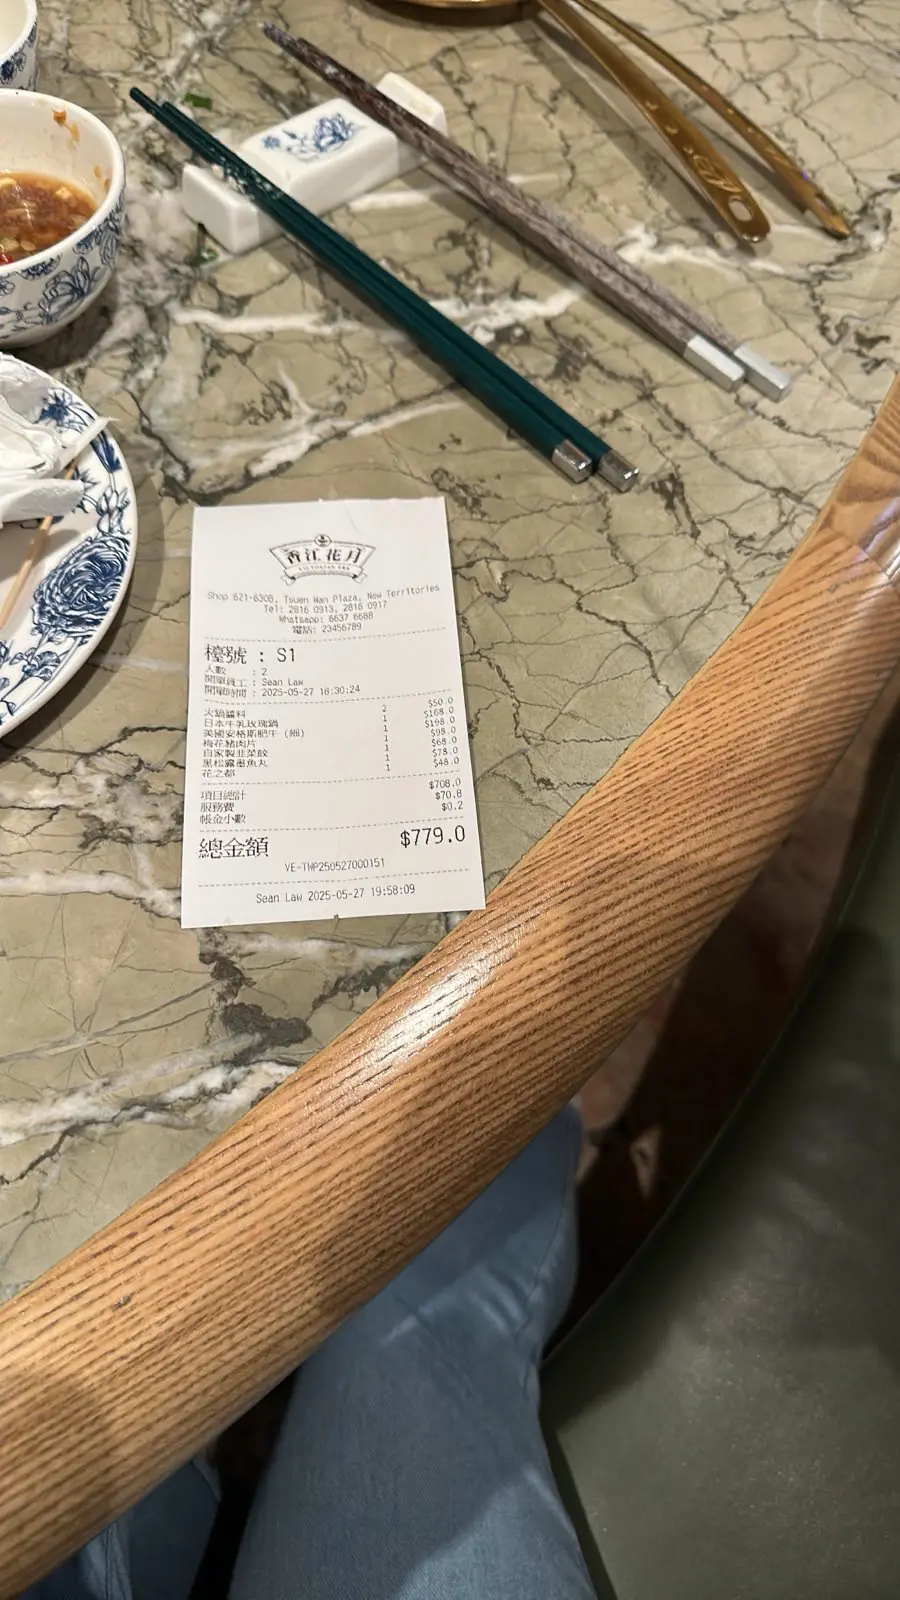 香江花月
Shop 621-630B, Tsuen Wan Plaza, New Territories
Tel: 2816 0913, 2816 0917
Whatsapp: 6637 6688
電話: 23456789
檯號 : S1
人數 : 2
開單員工 : Sean Law
開單時間 : 2025-05-27 18:30:24
火鍋醬料 2 $50.0
日本牛乳玫瑰鍋 1 $168.0
美國安格斯肥牛 (細) 1 $198.0
梅花豬肉片 1 $98.0
自家製韭菜餃 1 $68.0
黑松露墨魚丸 1 $78.0
花之都 1 $48.0
項目總計 $708.0
服務費 $70.8
帳金小數 $0.2
總金額 $779.0
VE-TWP250527000151
Sean Law 2025-05-27 19:58:09